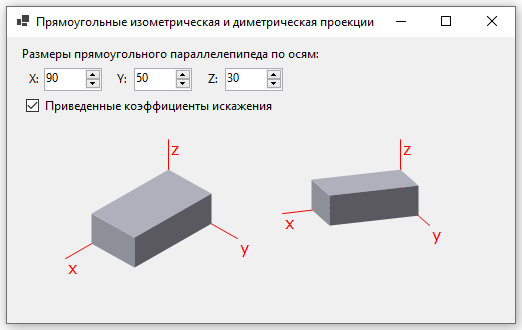 Прямоугольные изометрическая и диметрическая проекции
Размеры прямоугольного параллелепипеда по осям:
X: 90 Y: 50 Z: 30
Приведенные коэффициенты искажения
z z
x y x y